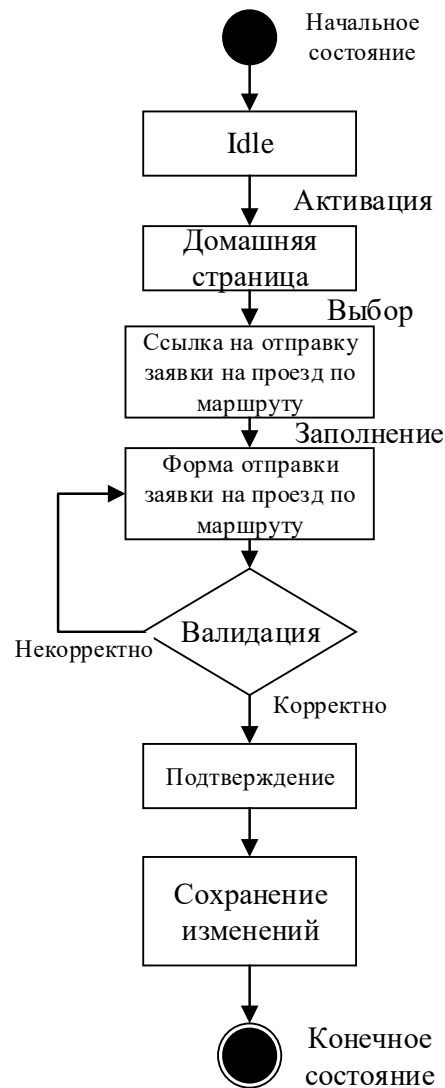 Начальное
состояние
Idle
Активация
Домашняя
страница
Выбор
Ссылка на отправку
заявки на проезд по
маршруту
Заполнение
Форма отправки
заявки на проезд по
маршруту
Валидация
Некорректно
Корректно
Подтверждение
Сохранение
изменений
Конечное
состояние